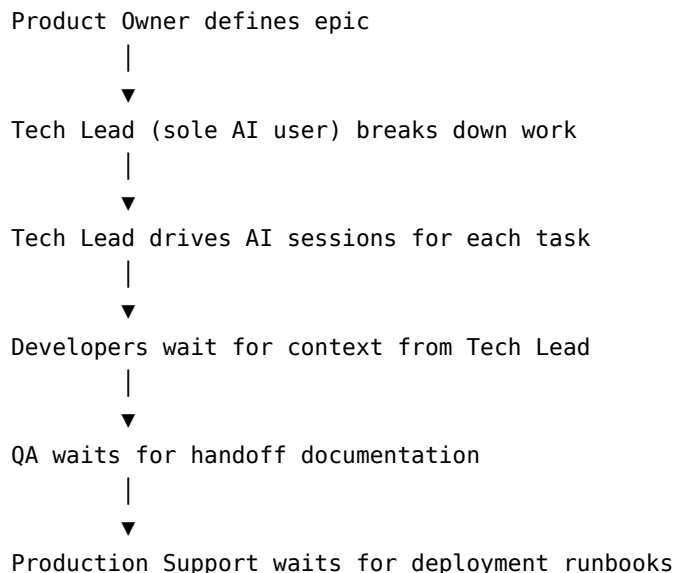 Product Owner defines epic
Tech Lead (sole AI user) breaks down work
Tech Lead drives AI sessions for each task
Developers wait for context from Tech Lead
QA waits for handoff documentation
Production Support waits for deployment runbooks